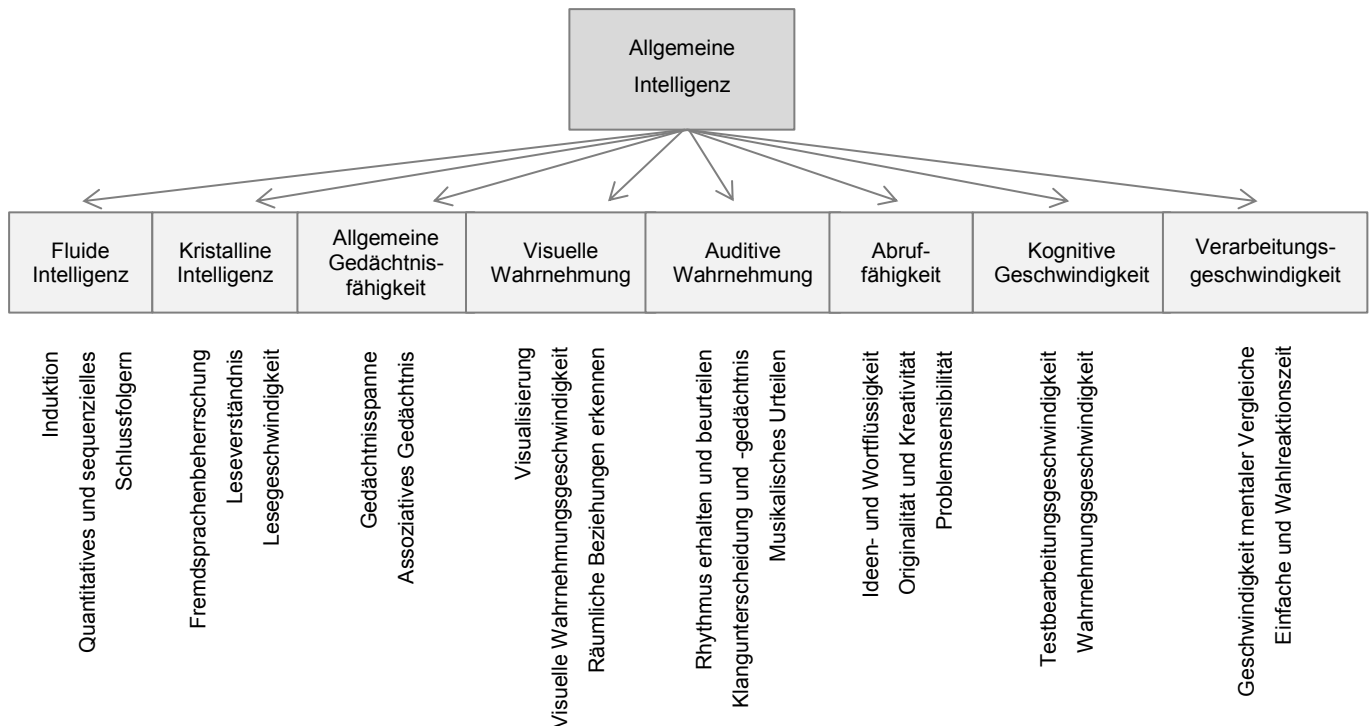 Allgemeine
Intelligenz
Fluide
Intelligenz
Kristalline
Intelligenz
Allgemeine
Gedächtnis-
fähigkeit
Visuelle
Wahrnehmung
Auditive
Wahrnehmung
Abruf-
fähigkeit
Kognitive
Geschwindigkeit
Verarbeitungs-
geschwindigkeit
Induktion
Quantitatives und sequenzielles
Schlussfolgern
Fremdsprachenbeherrschung
Leseverständnis
Lesegeschwindigkeit
Gedächtnisspanne
Assoziatives Gedächtnis
Visualisierung
Visuelle Wahrnehmungsgeschwindigkeit
Räumliche Beziehungen erkennen
Rhythmus erhalten und beurteilen
Klangunterscheidung und -gedächtnis
Musikalisches Urteilen
Ideen- und Wortflüssigkeit
Originalität und Kreativität
Problemsensibilität
Testbearbeitungsgeschwindigkeit
Wahrnehmungsgeschwindigkeit
Geschwindigkeit mentaler Vergleiche
Einfache und Wahlreaktionszeit